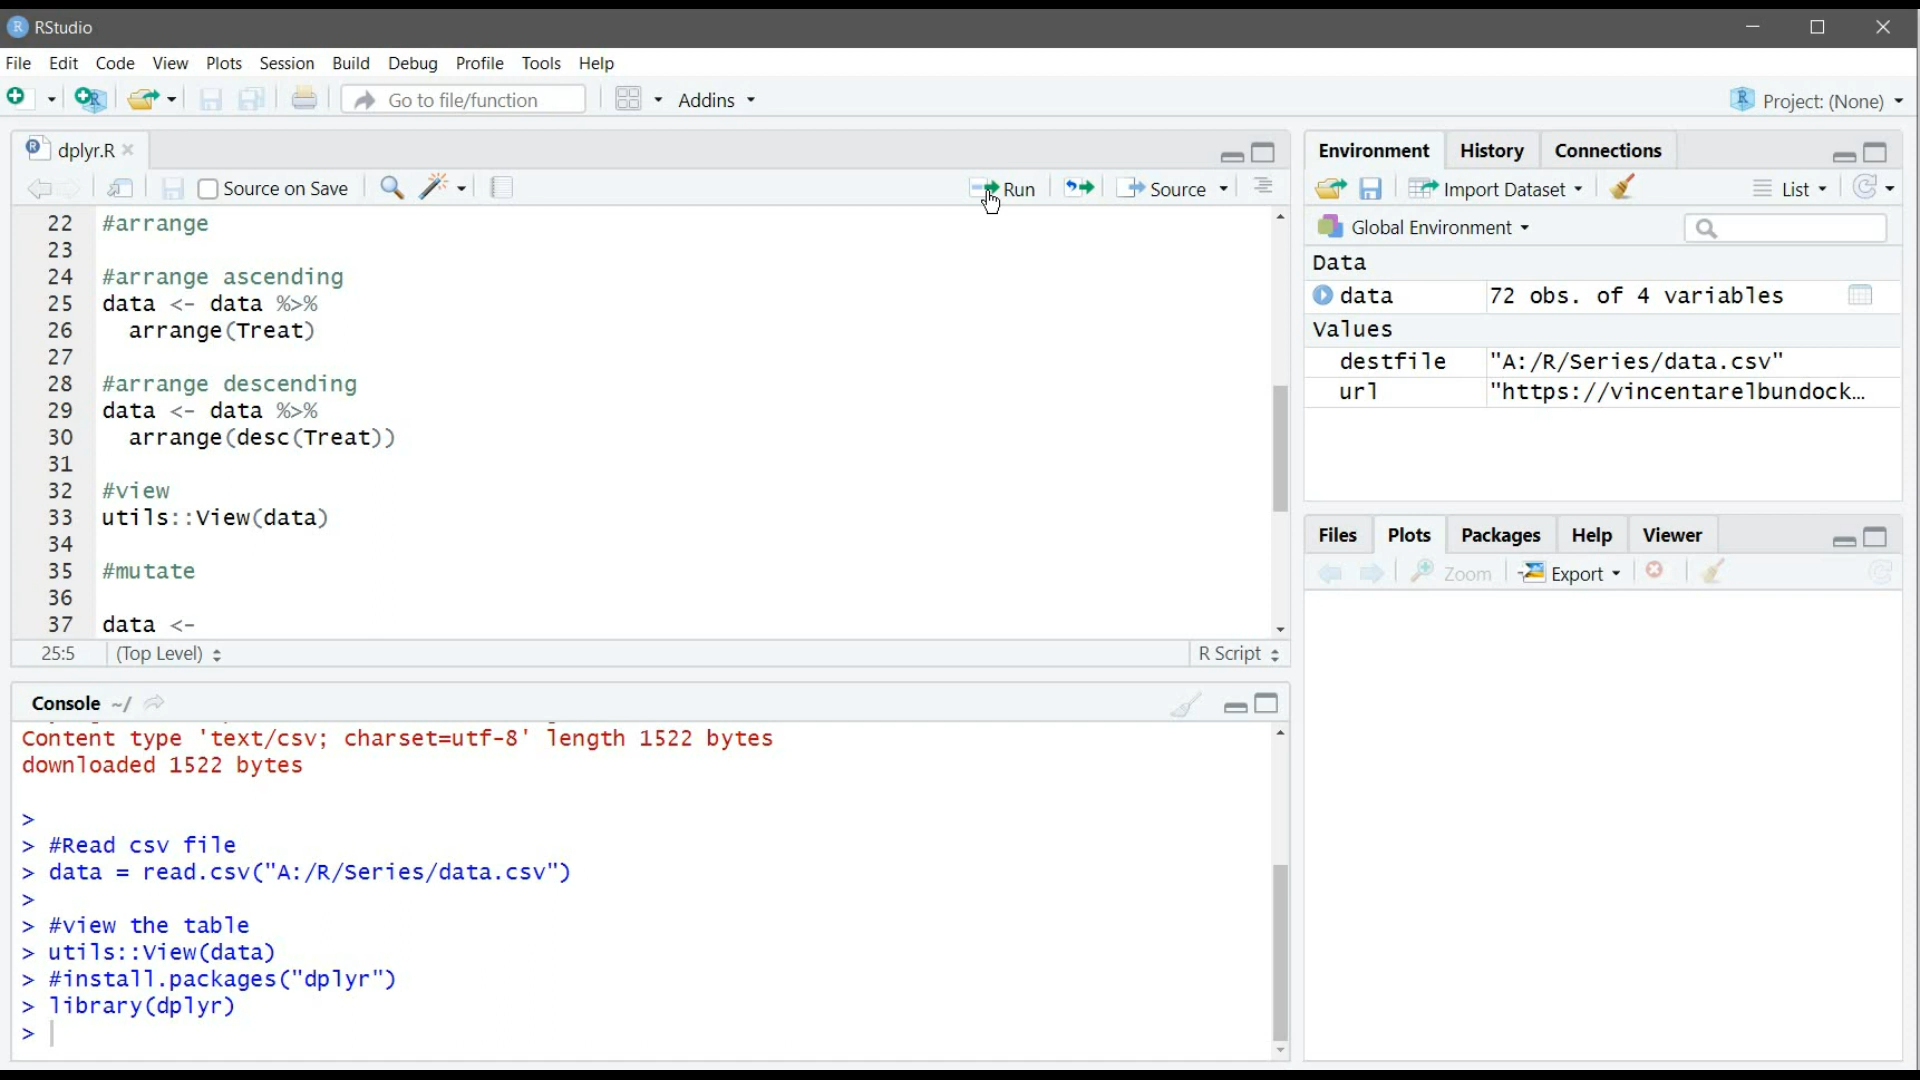 RStudio
File Edit Code View Plots Session Build Debug Profile Tools Help
Go to file/function Addins Project: (None)
dplyr.R
Source on Save Run Source
22 #arrange
23
24 #arrange ascending
25 data <- data %>%
26 arrange(Treat)
27
28 #arrange descending
29 data <- data %>%
30 arrange(desc(Treat))
31
32 #view
33 utils::View(data)
34
35 #mutate
36
37 data <-
25:5 (Top Level) R Script
Console ~/
Content type 'text/csv; charset=utf-8' length 1522 bytes
downloaded 1522 bytes
>
> #Read csv file
> data = read.csv("A:/R/Series/data.csv")
>
> #view the table
> utils::View(data)
> #install.packages("dplyr")
> library(dplyr)
>
Environment History Connections
Import Dataset List
Global Environment
Data
data 72 obs. of 4 variables
Values
destfile "A:/R/Series/data.csv"
url "https://vincentarelbundock…
Files Plots Packages Help Viewer
Zoom Export